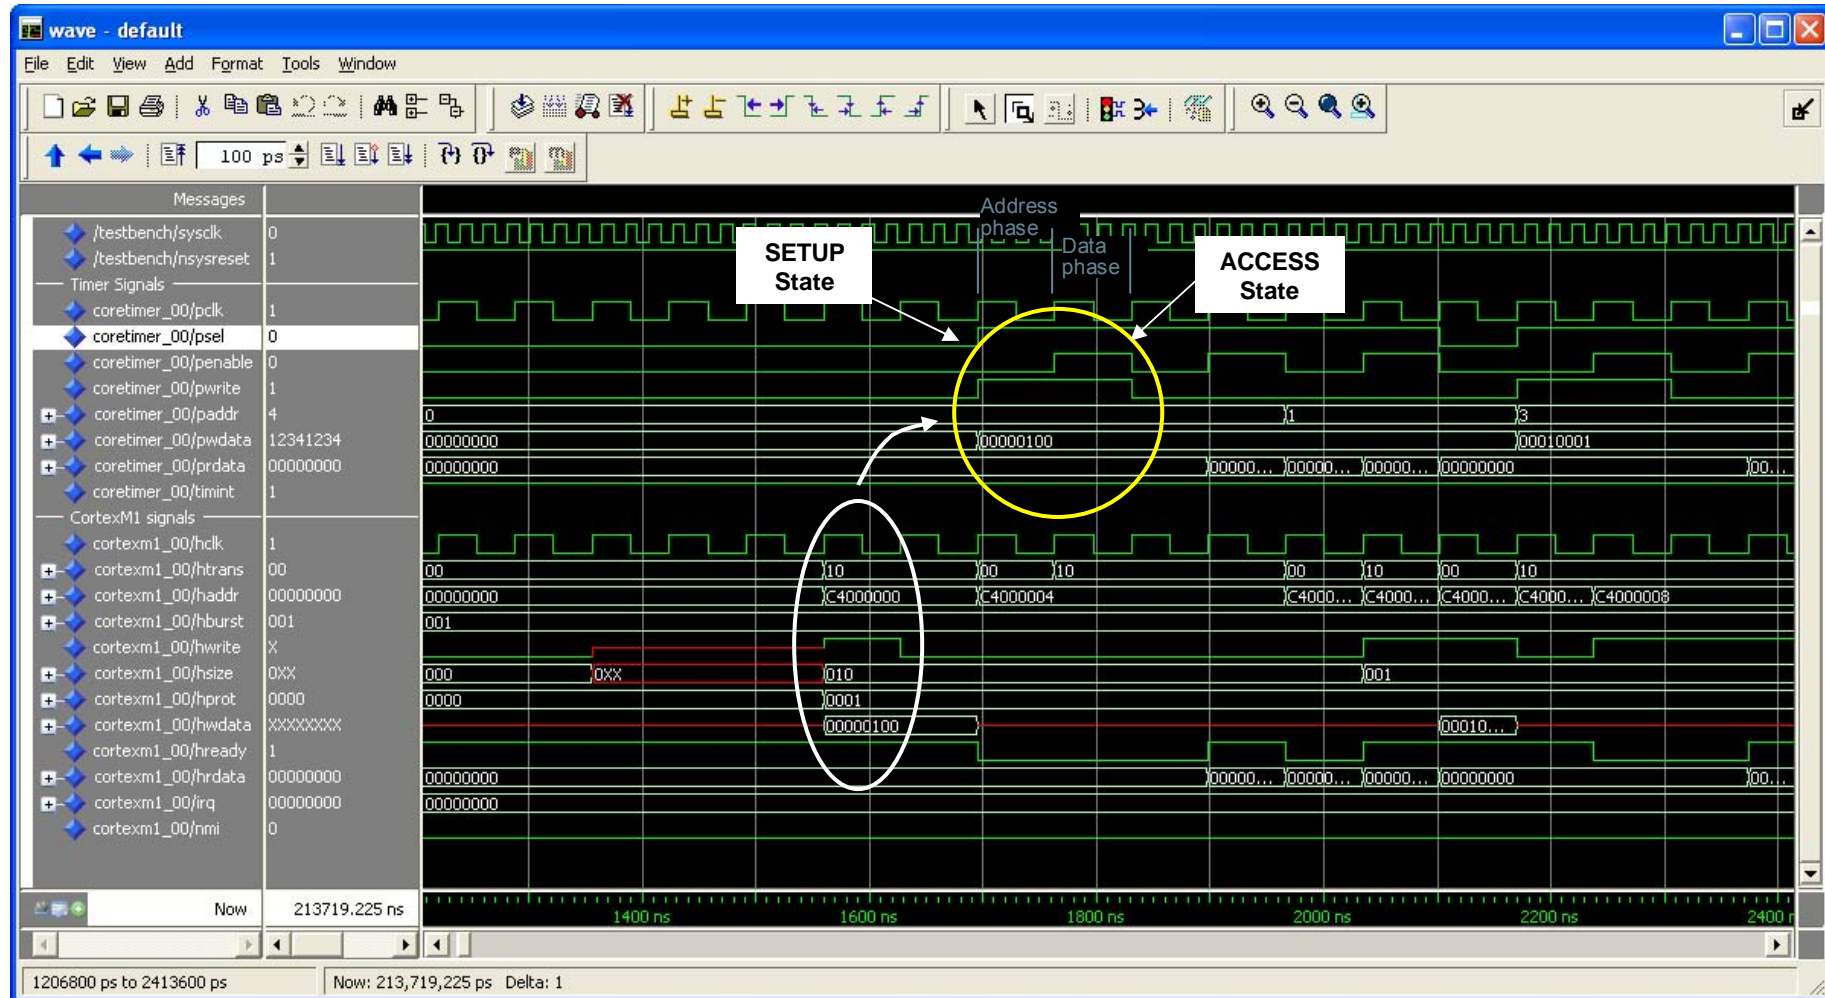 wave - default
File Edit View Add Format Tools Window
100 ps
Messages
/testbench/sysclk 0
/testbench/nsysreset 1
Timer Signals
coretimer_00/pclk 1
coretimer_00/psel 0
coretimer_00/penable 0
coretimer_00/pwrite 1
coretimer_00/paddr 4 0 1 3
coretimer_00/pwdata 12341234 00000000 00000100 00010001
coretimer_00/prdata 00000000 00000000 00000... 00000... 00000... 00000000 00...
coretimer_00/timint 1
CortexM1 signals
cortexm1_00/hclk 1
cortexm1_00/htrans 00 00 10 00 10 00 10 00 10
cortexm1_00/haddr 00000000 00000000 C4000000 C4000004 C4000... C4000... C4000... C4000... C4000008
cortexm1_00/hburst 001 001
cortexm1_00/hwrite X
cortexm1_00/hsize 0XX 000 0XX 010 001
cortexm1_00/hprot 0000 0000 0001
cortexm1_00/hwdata XXXXXXXX 00000100 00010...
cortexm1_00/hready 1
cortexm1_00/hrdata 00000000 00000000 00000... 00000... 00000... 00000000 00...
cortexm1_00/irq 00000000 00000000
cortexm1_00/nmi 0
Address
phase
Data
phase
SETUP
State
ACCESS
State
Now 213719.225 ns
1400 ns 1600 ns 1800 ns 2000 ns 2200 ns 2400
1206800 ps to 2413600 ps Now: 213,719,225 ps Delta: 1